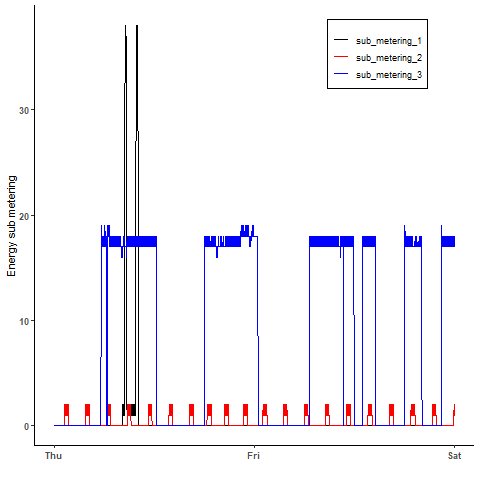 sub_metering_1
sub_metering_2
sub_metering_3
Energy sub metering
30
20
10
0
Thu Fri Sat